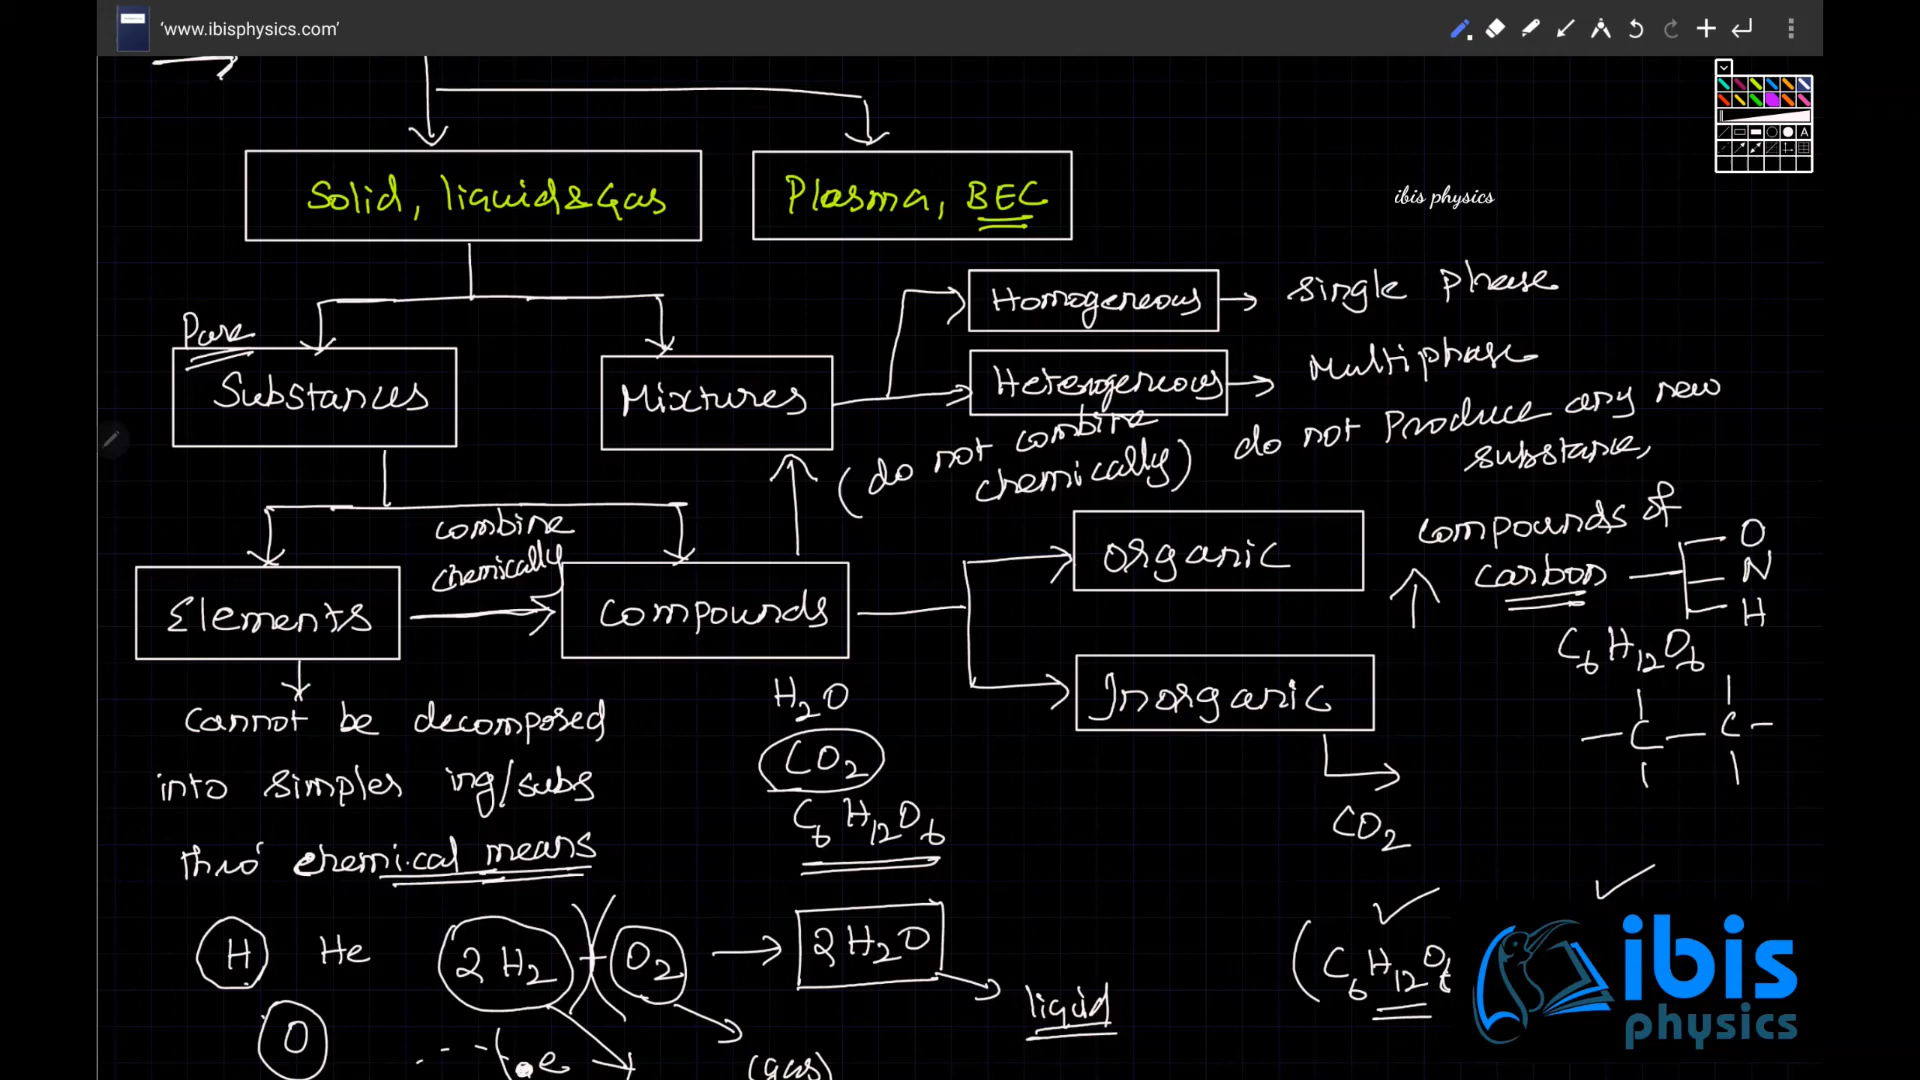 'www.ibisphysics.com'
Solid, liquid & Gas
Plasma, BEC
ibis physics
Homogeneous → single phase
Pure
Substances
Mixtures
Heterogeneous → Multiphase
(do not combine chemically)
do not Produce any new
substance,
combine
chemically
Elements
Compounds
organic
compounds of
carbon
O
N
H
C6H12O6
Inorganic
- C - C -
cannot be decomposed
into simpler ing/subs
thro' chemical means
H2O
CO2
C6H12O6
CO2
H He
2H2 + O2 → 2H2O
liquid
(C6H12O6
O
(gas)
ibis
physics